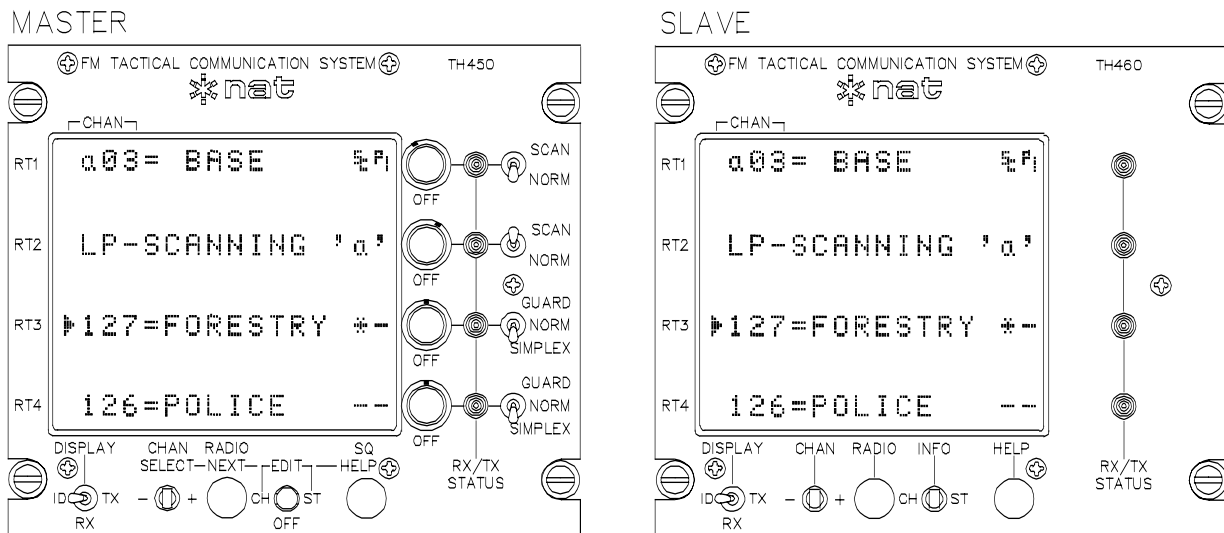 MASTER
FM TACTICAL COMMUNICATION SYSTEM TH450
nat
CHAN
RT1 a03= BASE
OFF
SCAN
NORM
RT2 LP-SCANNING 'a'
OFF
SCAN
NORM
RT3 127=FORESTRY *-
OFF
GUARD
NORM
SIMPLEX
RT4 126=POLICE --
OFF
GUARD
NORM
SIMPLEX
DISPLAY CHAN RADIO SQ
SELECT-NEXT EDIT HELP
ID TX - + CH ST
RX OFF
RX/TX
STATUS
SLAVE
FM TACTICAL COMMUNICATION SYSTEM TH460
nat
CHAN
RT1 a03= BASE
RT2 LP-SCANNING 'a'
RT3 127=FORESTRY *-
RT4 126=POLICE --
DISPLAY CHAN RADIO INFO HELP
ID TX - + CH ST
RX
RX/TX
STATUS